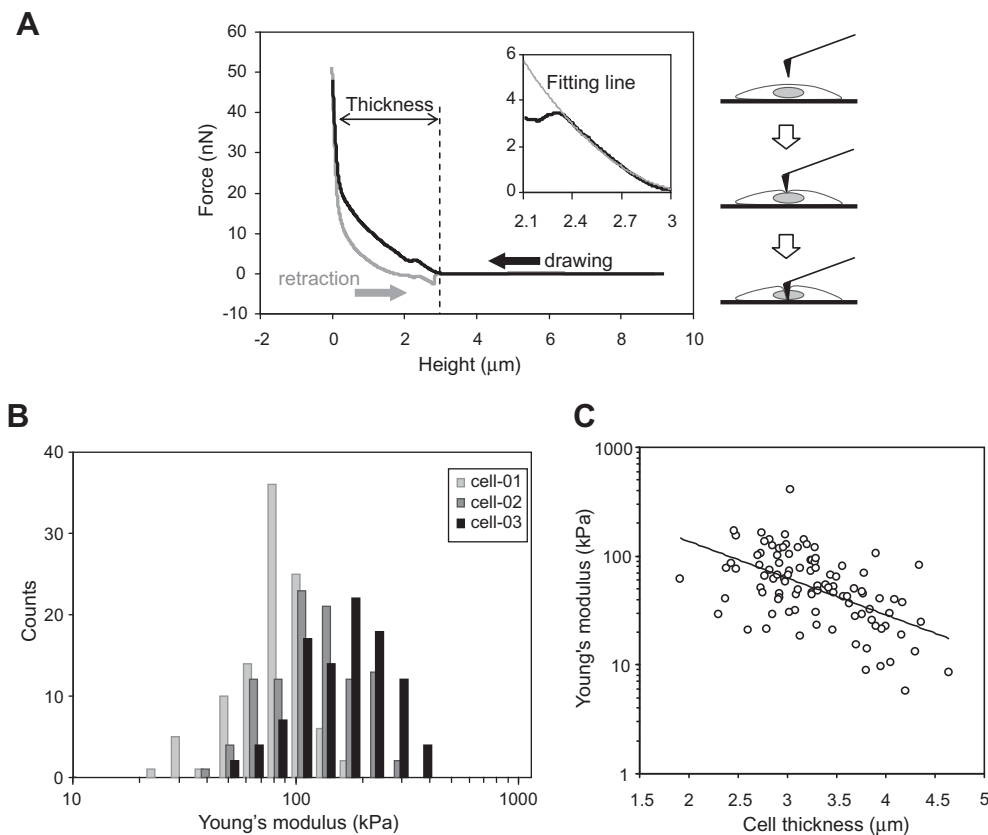 A
Force (nN)
60
50
40
30
20
10
0
-10
-2
0
2
4
6
8
10
Height (μm)
Thickness
drawing
retraction
6
4
2
0
2.1
2.4
2.7
3
Fitting line
B
Counts
40
30
20
10
0
10
100
1000
Young's modulus (kPa)
cell-01
cell-02
cell-03
C
Young's modulus (kPa)
1000
100
10
1
1.5
2
2.5
3
3.5
4
4.5
5
Cell thickness (μm)